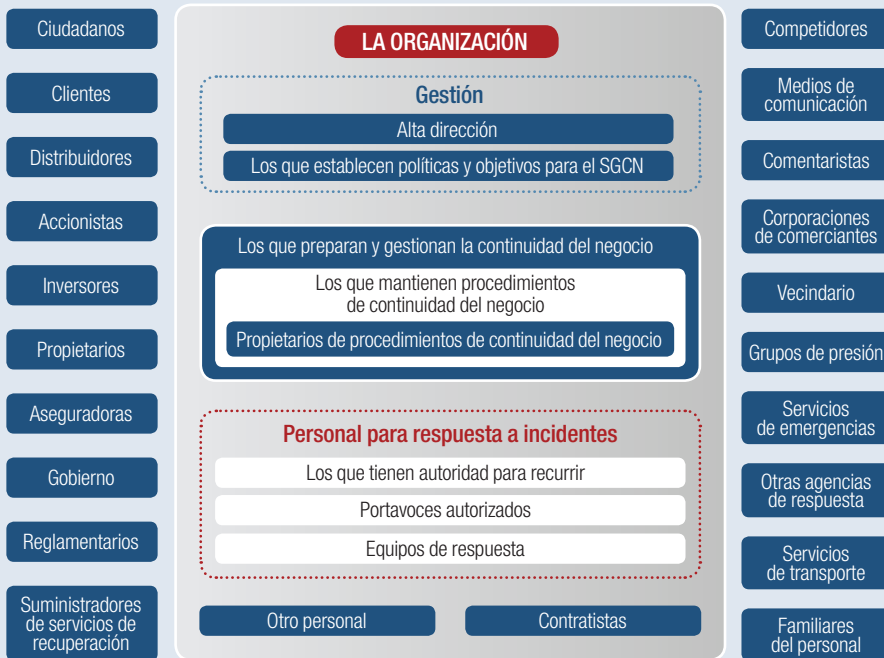 Ciudadanos
Clientes
Distribuidores
Accionistas
Inversores
Propietarios
Aseguradoras
Gobierno
Reglamentarios
Suministradores
de servicios de
recuperación
LA ORGANIZACIÓN
Gestión
Alta dirección
Los que establecen políticas y objetivos para el SGCN
Los que preparan y gestionan la continuidad del negocio
Los que mantienen procedimientos
de continuidad del negocio
Propietarios de procedimientos de continuidad del negocio
Personal para respuesta a incidentes
Los que tienen autoridad para recurrir
Portavoces autorizados
Equipos de respuesta
Otro personal
Contratistas
Competidores
Medios de
comunicación
Comentaristas
Corporaciones
de comerciantes
Vecindario
Grupos de presión
Servicios
de emergencias
Otras agencias
de respuesta
Servicios
de transporte
Familiares
del personal